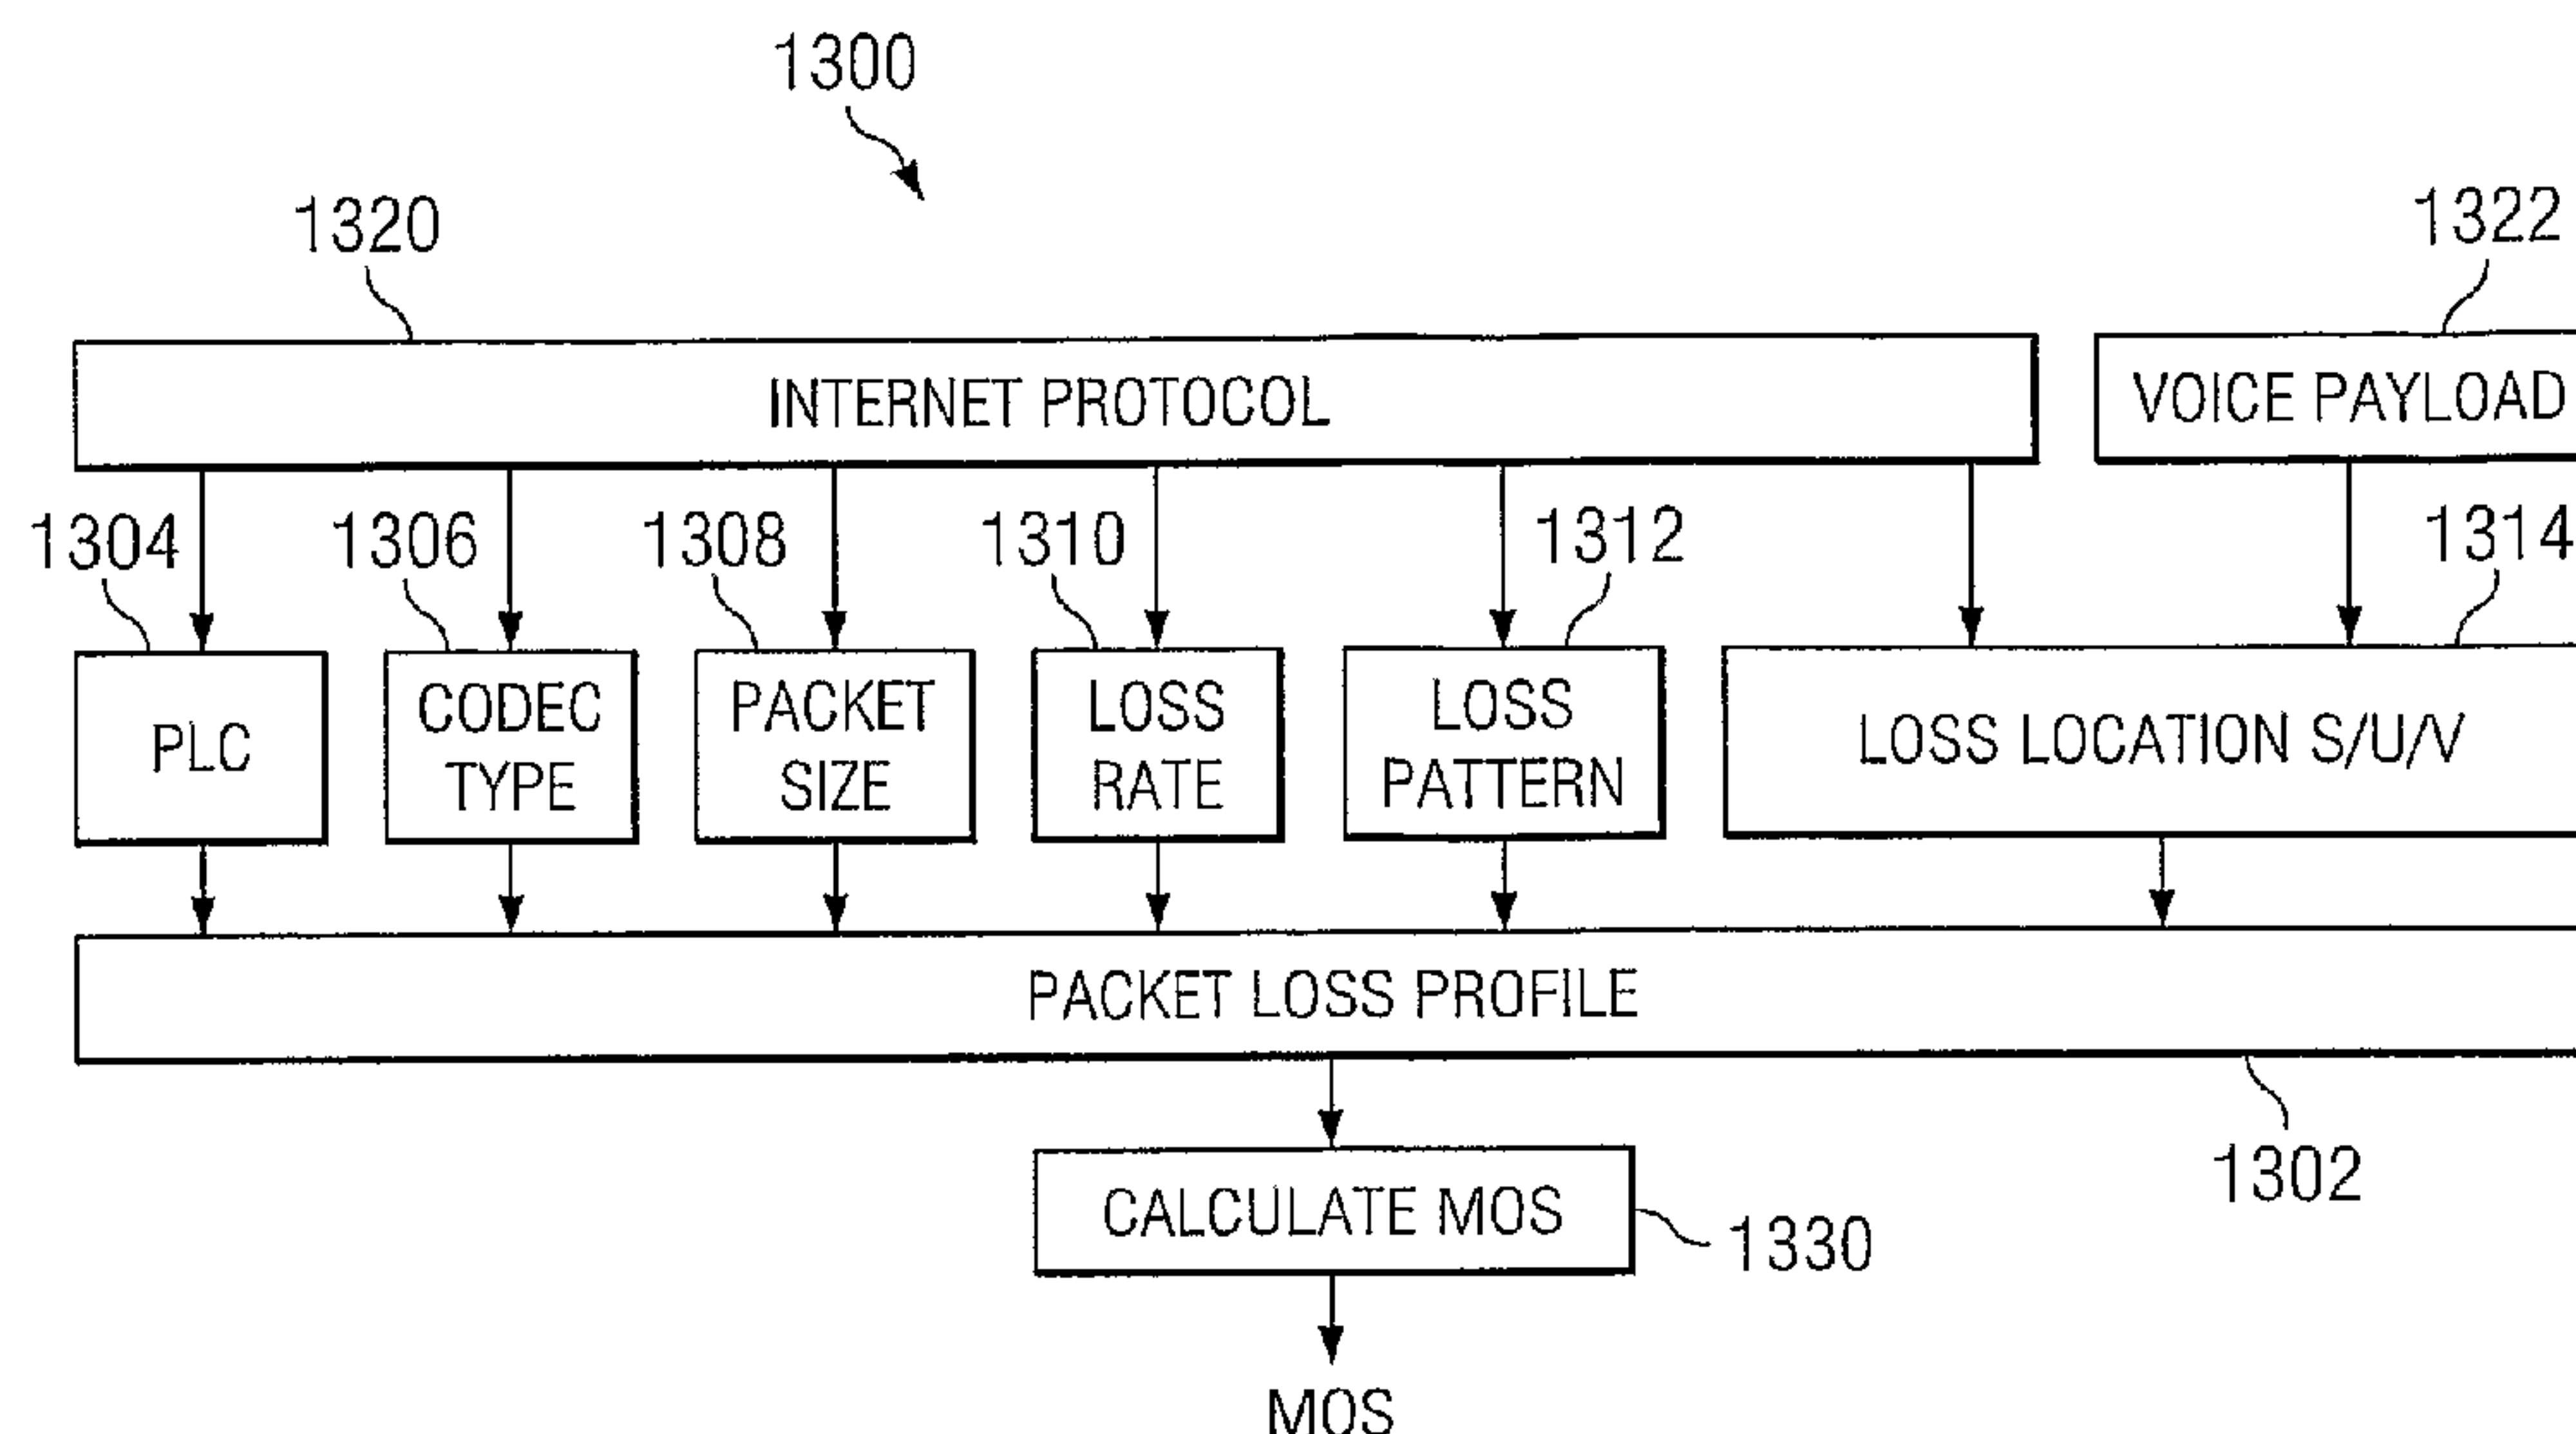 1300
1320
1322
INTERNET PROTOCOL
VOICE PAYLOAD
1304
1306
1308
1310
1312
1314
PLC
CODEC
TYPE
PACKET
SIZE
LOSS
RATE
LOSS
PATTERN
LOSS LOCATION S/U/V
PACKET LOSS PROFILE
1302
CALCULATE MOS
1330
MOS